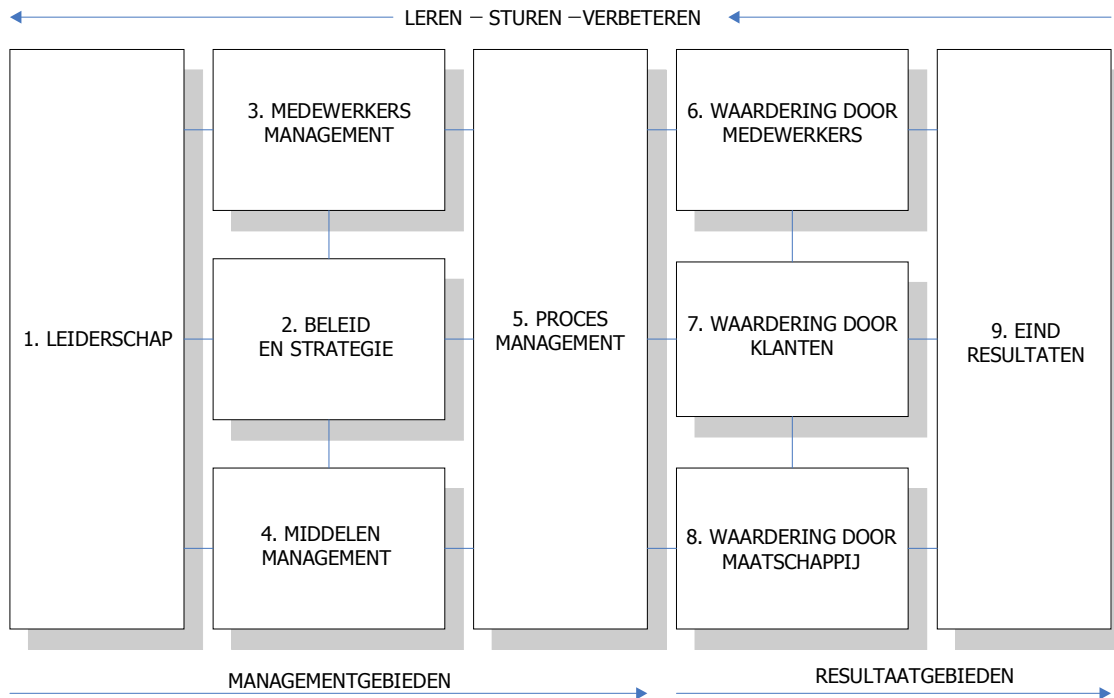 LEREN – STUREN –VERBETEREN
1. LEIDERSCHAP
3. MEDEWERKERS
MANAGEMENT
2. BELEID
EN STRATEGIE
4. MIDDELEN
MANAGEMENT
5. PROCES
MANAGEMENT
6. WAARDERING DOOR
MEDEWERKERS
7. WAARDERING DOOR
KLANTEN
8. WAARDERING DOOR
MAATSCHAPPIJ
9. EIND
RESULTATEN
MANAGEMENTGEBIEDEN
RESULTAATGEBIEDEN